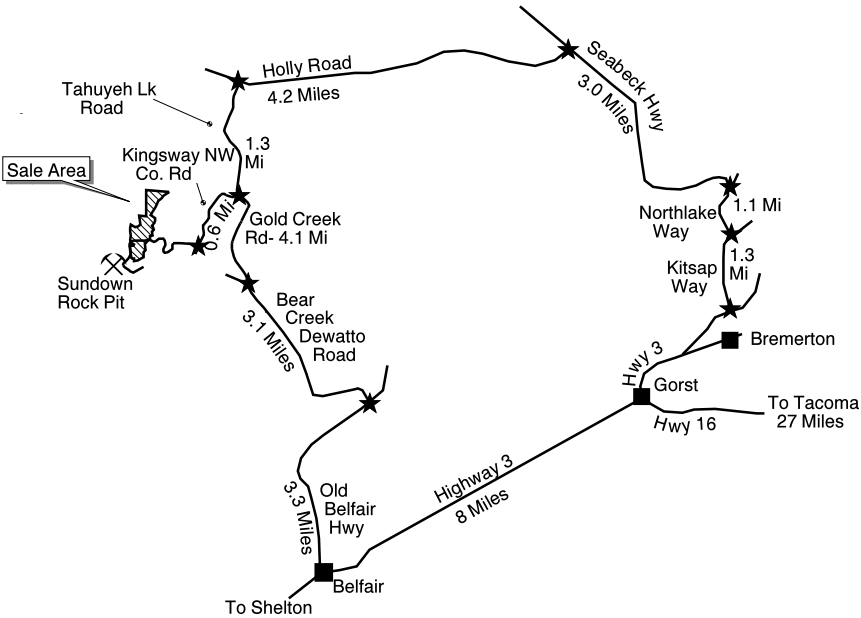 Holly Road
4.2 Miles
Seabeck Hwy
3.0 Miles
Tahuyeh Lk
Road
1.3
Mi
Kingsway NW
Co. Rd
Sale Area
0.6 Mi
Gold Creek
Rd- 4.1 Mi
Northlake
Way
1.1 Mi
Kitsap
Way
1.3
Mi
Sundown
Rock Pit
Bear
Creek
Dewatto
Road
3.1 Miles
Bremerton
Hwy 3
Gorst
Hwy 16
To Tacoma
27 Miles
Highway 3
8 Miles
Old
Belfair
Hwy
3.3 Miles
Belfair
To Shelton